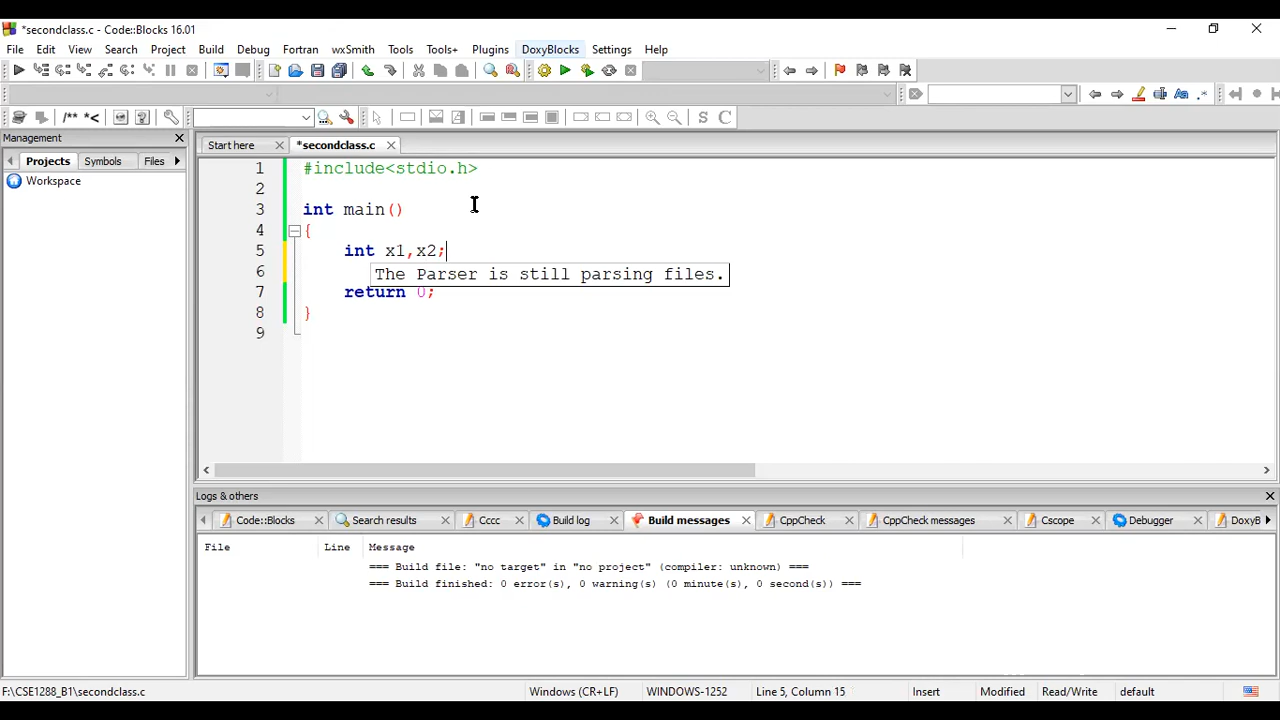 *secondclass.c - Code::Blocks 16.01
File Edit View Search Project Build Debug Fortran wxSmith Tools Tools+ Plugins DoxyBlocks Settings Help
/** *<
S C
Management
Projects Symbols Files
Workspace
Start here *secondclass.c
1 #include<stdio.h>
2
3 int main()
4 {
5 int x1,x2;
6 The Parser is still parsing files.
7 return 0;
8 }
9
Logs & others
Code::Blocks Search results Cccc Build log Build messages CppCheck CppCheck messages Cscope Debugger DoxyB
File Line Message
=== Build file: "no target" in "no project" (compiler: unknown) ===
=== Build finished: 0 error(s), 0 warning(s) (0 minute(s), 0 second(s)) ===
F:\CSE1288_B1\secondclass.c Windows (CR+LF) WINDOWS-1252 Line 5, Column 15 Insert Modified Read/Write default